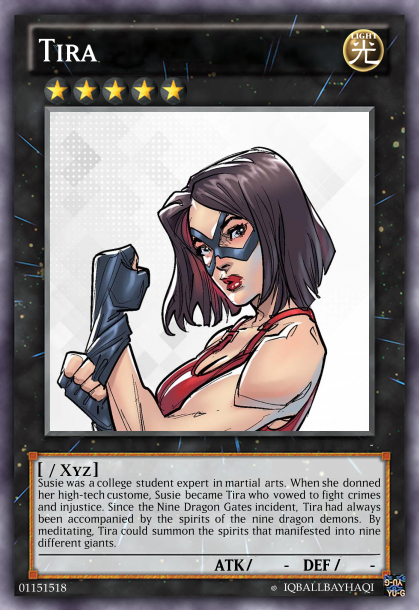 TIRA
LIGHT
光
[ / XYZ]
Susie was a college student expert in martial arts. When she donned
her high-tech custome, Susie became Tira who vowed to fight crimes
and injustice. Since the Nine Dragon Gates incident, Tira had always
been accompanied by the spirits of the nine dragon demons. By
meditating, Tira could summon the spirits that manifested into nine
different giants.
ATK / - DEF / -
01151518 © IQBALLBAYHAQI
YU-G